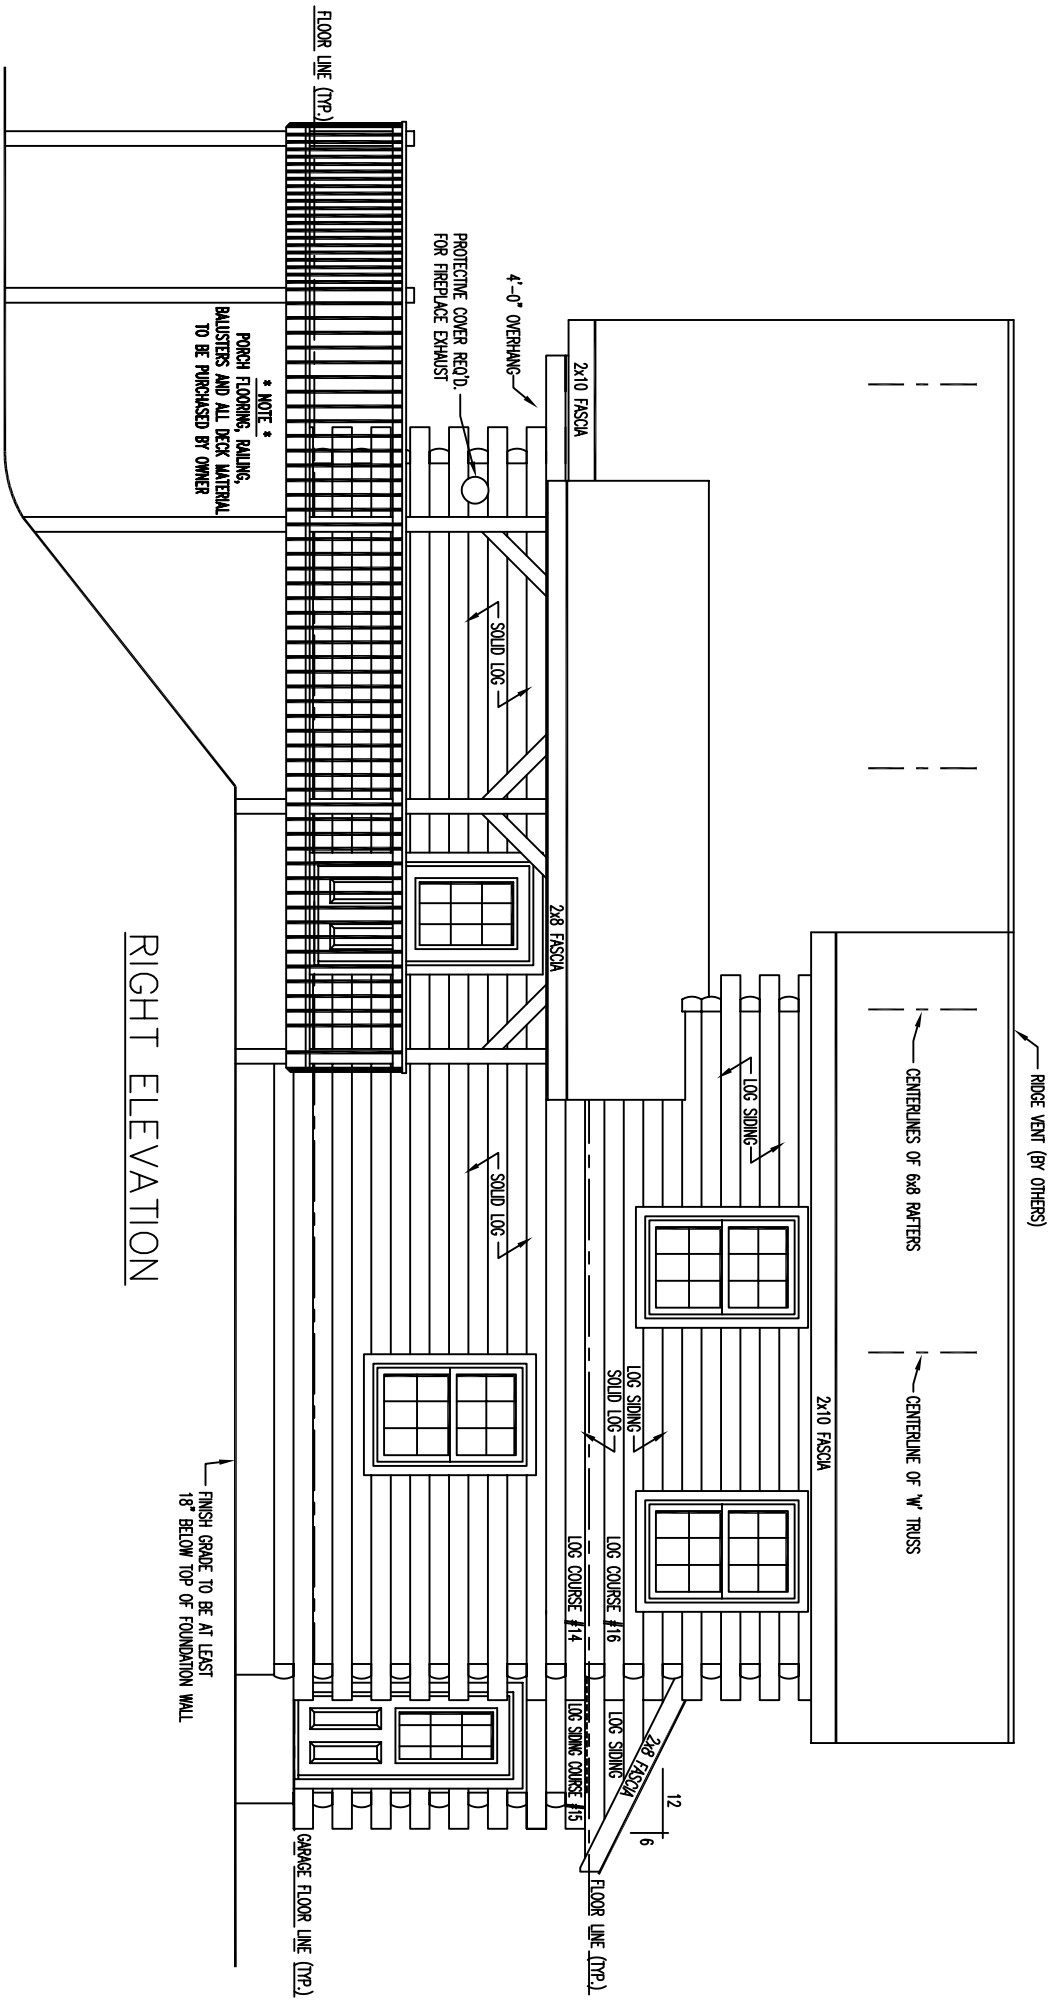 RIDGE VENT (BY OTHERS)
CENTERLINES OF 6x8 RAFTERS
CENTERLINE OF 'W' TRUSS
2x10 FASCIA
LOG SIDING
2x10 FASCIA
4'-0" OVERHANG
PROTECTIVE COVER REQ'D.
FOR FIREPLACE EXHAUST
2x8 FASCIA
SOLID LOG
SOLID LOG
LOG SIDING
SOLID LOG
LOG COURSE #16
LOG COURSE #14
12
6
2x8 FASCIA
LOG SIDING
LOG SIDING COURSE #15
FLOOR LINE (TYP.)
FLOOR LINE (TYP.)
GARAGE FLOOR LINE (TYP.)
* NOTE *
PORCH FLOORING, RAILING,
BALUSTERS AND ALL DECK MATERIAL
TO BE PURCHASED BY OWNER
FINISH GRADE TO BE AT LEAST
18" BELOW TOP OF FOUNDATION WALL
RIGHT ELEVATION